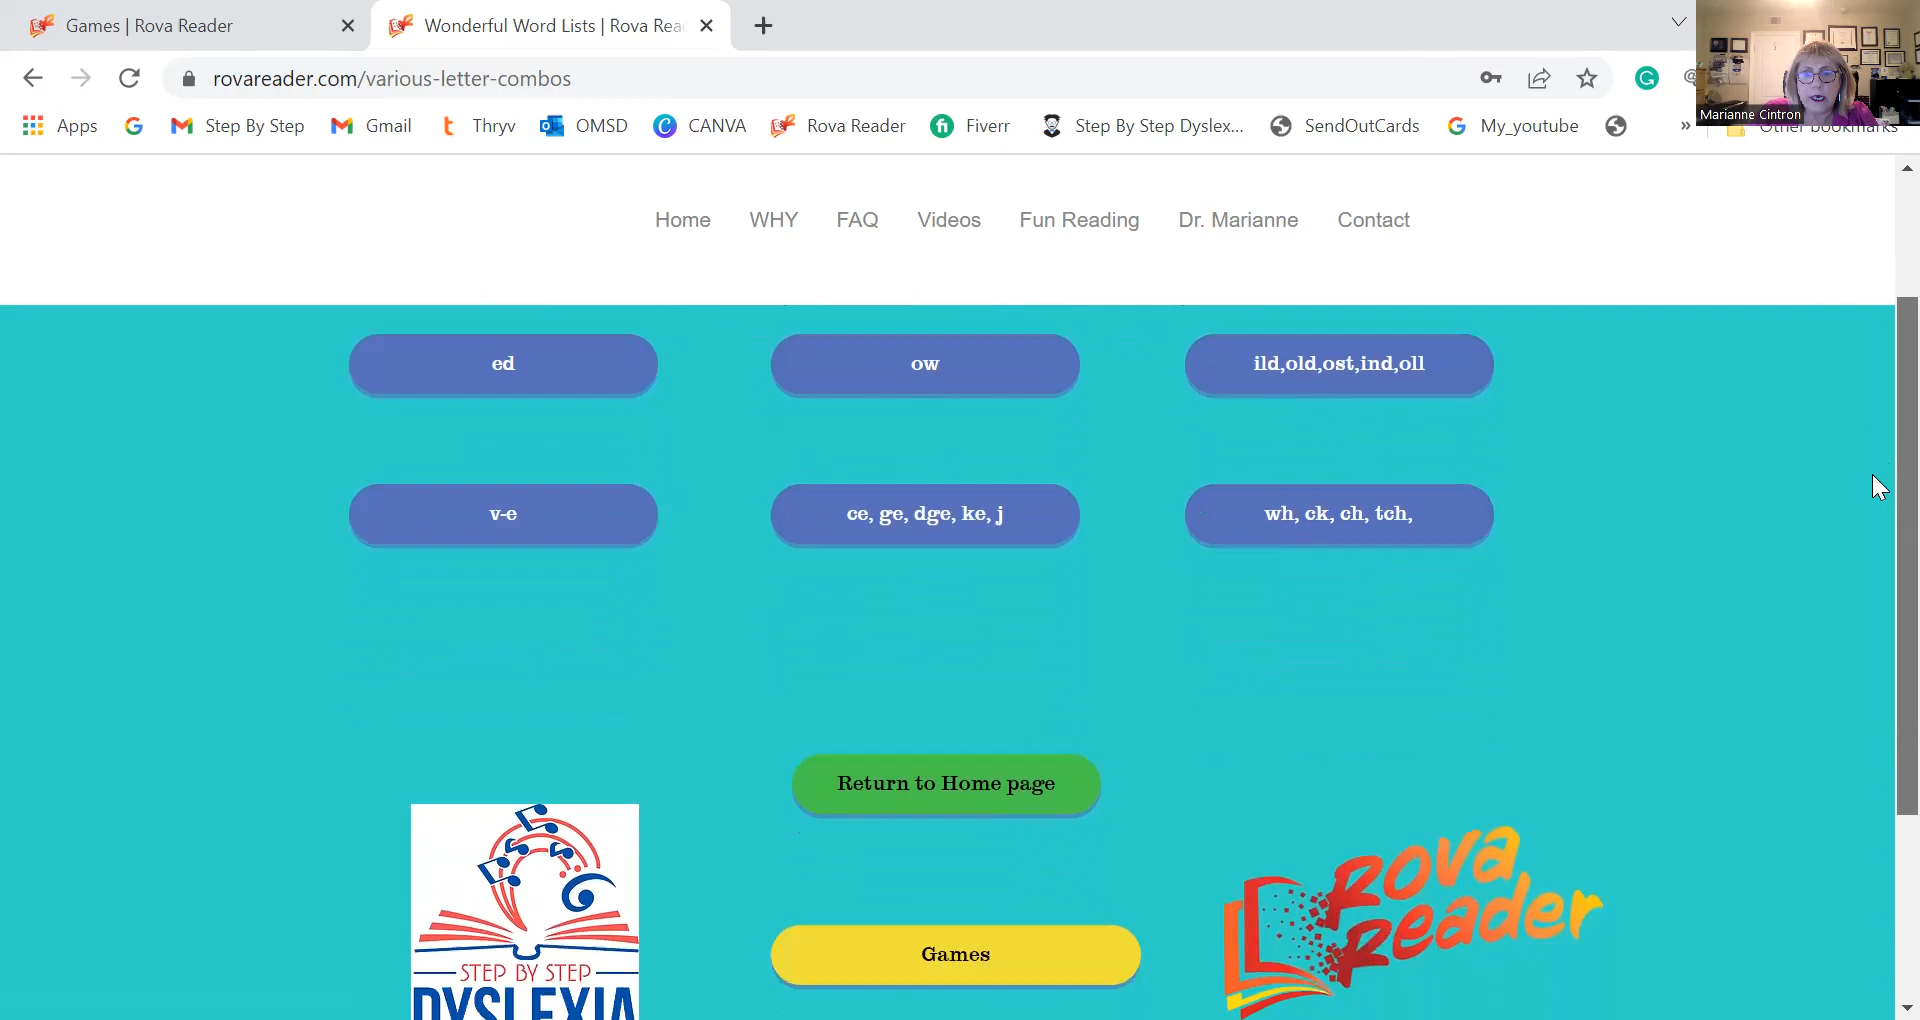 Games | Rova Reader
Wonderful Word Lists | Rova Rea
rovareader.com/various-letter-combos
Apps
Step By Step
Gmail
Thryv
OMSD
CANVA
Rova Reader
Fiverr
Step By Step Dyslex...
SendOutCards
My_youtube
»
Other bookmarks
Marianne Cintron
Home
WHY
FAQ
Videos
Fun Reading
Dr. Marianne
Contact
ed
ow
ild,old,ost,ind,oll
v-e
ce, ge, dge, ke, j
wh, ck, ch, tch,
Return to Home page
Games
STEP BY STEP
DYSLEXIA
Rova
Reader